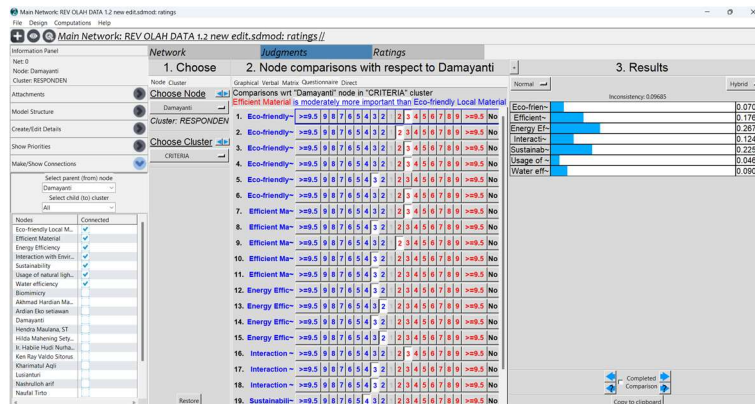 Main Network: REV OLAH DATA 1.2 new edit.sdmod: ratings
File Design Computations Help
Main Network: REV OLAH DATA 1.2 new edit.sdmod: ratings //
Information Panel
Net: 0
Node: Damayanti
Cluster: RESPONDEN
Attachments
Model Structure
Create/Edit Details
Show Priorities
Make/Show Connections
Select parent (from) node
Damayanti
Select child (to) cluster
All
Nodes Connected
Eco-friendly Local M...
Efficient Material
Energy Efficiency
Interaction with Envir...
Sustainability
Usage of natural ligh...
Water efficiency
Biomimicry
Akhmad Hardian Ma...
Ardian Eko setiawan
Damayanti
Hendra Maulana, ST
Hilda Mahening Sety...
Ir. Habiie Hudi Nurha...
Ken Ray Valdo Sitorus
Kharimatul Aqli
Lusianturi
Nashrulloh arif
Naufal Tirto
Network Judgments Ratings
1. Choose
Node Cluster
Choose Node
Damayanti
Cluster: RESPONDEN
Choose Cluster
CRITERIA
Restore
2. Node comparisons with respect to Damayanti
Graphical Verbal Matrix Questionnaire Direct
Comparisons wrt "Damayanti" node in "CRITERIA" cluster
Efficient Material is moderately more important than Eco-friendly Local Material
1. Eco-friendly~ >=9.5 9 8 7 6 5 4 3 2 2 3 4 5 6 7 8 9 >=9.5 No
2. Eco-friendly~ >=9.5 9 8 7 6 5 4 3 2 2 3 4 5 6 7 8 9 >=9.5 No
3. Eco-friendly~ >=9.5 9 8 7 6 5 4 3 2 2 3 4 5 6 7 8 9 >=9.5 No
4. Eco-friendly~ >=9.5 9 8 7 6 5 4 3 2 2 3 4 5 6 7 8 9 >=9.5 No
5. Eco-friendly~ >=9.5 9 8 7 6 5 4 3 2 2 3 4 5 6 7 8 9 >=9.5 No
6. Eco-friendly~ >=9.5 9 8 7 6 5 4 3 2 2 3 4 5 6 7 8 9 >=9.5 No
7. Efficient Ma~ >=9.5 9 8 7 6 5 4 3 2 2 3 4 5 6 7 8 9 >=9.5 No
8. Efficient Ma~ >=9.5 9 8 7 6 5 4 3 2 2 3 4 5 6 7 8 9 >=9.5 No
9. Efficient Ma~ >=9.5 9 8 7 6 5 4 3 2 2 3 4 5 6 7 8 9 >=9.5 No
10. Efficient Ma~ >=9.5 9 8 7 6 5 4 3 2 2 3 4 5 6 7 8 9 >=9.5 No
11. Efficient Ma~ >=9.5 9 8 7 6 5 4 3 2 2 3 4 5 6 7 8 9 >=9.5 No
12. Energy Effic~ >=9.5 9 8 7 6 5 4 3 2 2 3 4 5 6 7 8 9 >=9.5 No
13. Energy Effic~ >=9.5 9 8 7 6 5 4 3 2 2 3 4 5 6 7 8 9 >=9.5 No
14. Energy Effic~ >=9.5 9 8 7 6 5 4 3 2 2 3 4 5 6 7 8 9 >=9.5 No
15. Energy Effic~ >=9.5 9 8 7 6 5 4 3 2 2 3 4 5 6 7 8 9 >=9.5 No
16. Interaction ~ >=9.5 9 8 7 6 5 4 3 2 2 3 4 5 6 7 8 9 >=9.5 No
17. Interaction ~ >=9.5 9 8 7 6 5 4 3 2 2 3 4 5 6 7 8 9 >=9.5 No
18. Interaction ~ >=9.5 9 8 7 6 5 4 3 2 2 3 4 5 6 7 8 9 >=9.5 No
19. Sustainabili~ >=9.5 9 8 7 6 5 4 3 2 2 3 4 5 6 7 8 9 >=9.5 No
3. Results
Normal Hybrid
Inconsistency: 0.09685
Eco-frien~ 0.070
Efficient~ 0.176
Energy Ef~ 0.267
Interacti~ 0.124
Sustainab~ 0.225
Usage of ~ 0.046
Water eff~ 0.090
Completed
Comparison
Copy to clipboard